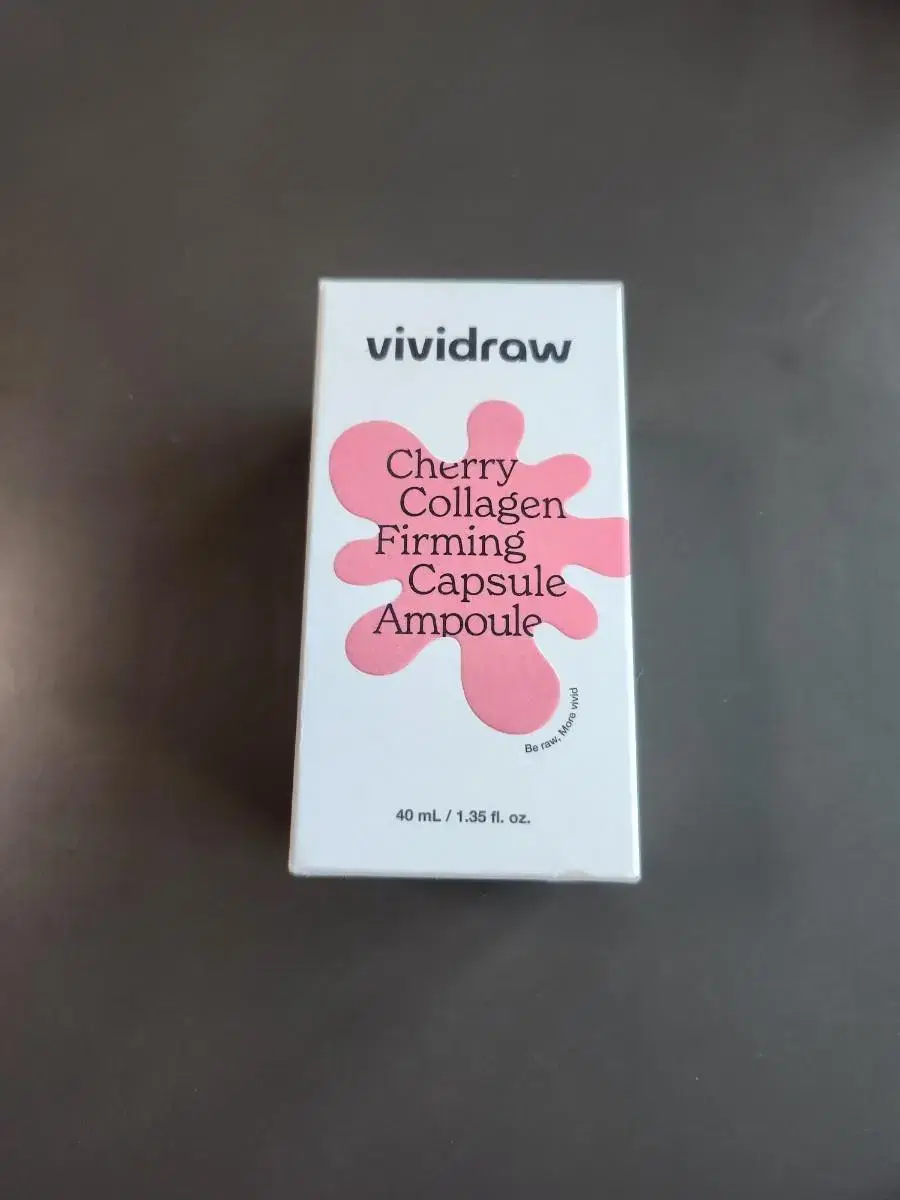 vividraw
Cherry
Collagen
Firming
Capsule
Ampoule
Be raw, More vivid
40 mL / 1.35 fl. oz.